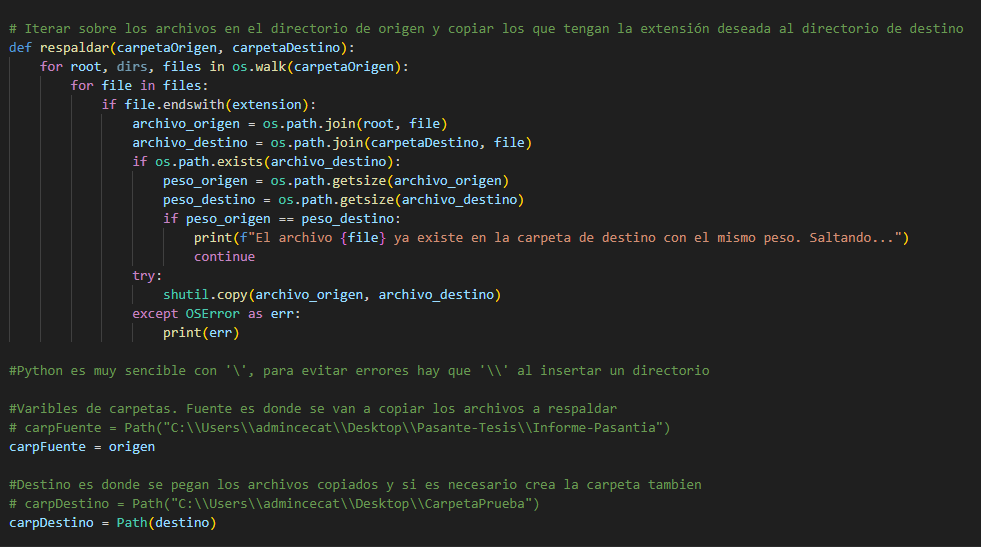 # Iterar sobre los archivos en el directorio de origen y copiar los que tengan la extensión deseada al directorio de destino
def respaldar(carpetaOrigen, carpetaDestino):
    for root, dirs, files in os.walk(carpetaOrigen):
        for file in files:
            if file.endswith(extension):
                archivo_origen = os.path.join(root, file)
                archivo_destino = os.path.join(carpetaDestino, file)
                if os.path.exists(archivo_destino):
                    peso_origen = os.path.getsize(archivo_origen)
                    peso_destino = os.path.getsize(archivo_destino)
                    if peso_origen == peso_destino:
                        print(f"El archivo {file} ya existe en la carpeta de destino con el mismo peso. Saltando...")
                        continue
                try:
                    shutil.copy(archivo_origen, archivo_destino)
                except OSError as err:
                    print(err)
#Python es muy sencible con '\', para evitar errores hay que '\\' al insertar un directorio
#Varibles de carpetas. Fuente es donde se van a copiar los archivos a respaldar
# carpFuente = Path("C:\\Users\\admincecat\\Desktop\\Pasante-Tesis\\Informe-Pasantia")
carpFuente = origen
#Destino es donde se pegan los archivos copiados y si es necesario crea la carpeta tambien
# carpDestino = Path("C:\\Users\\admincecat\\Desktop\\CarpetaPrueba")
carpDestino = Path(destino)